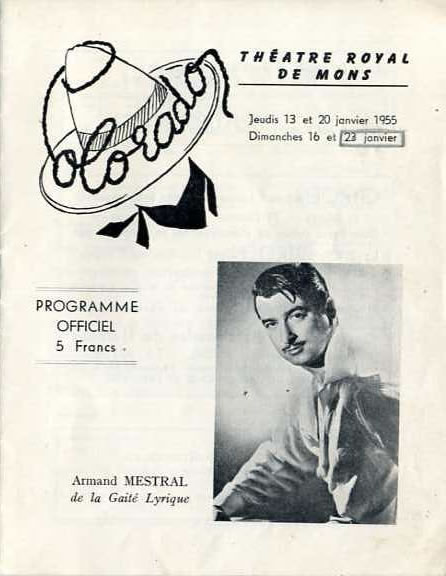 Colorado
THÉATRE ROYAL
DE MONS
Jeudis 13 et 20 janvier 1955
Dimanches 16 et 23 janvier
PROGRAMME
OFFICIEL
5 Francs
Armand MESTRAL
de la Gaité Lyrique